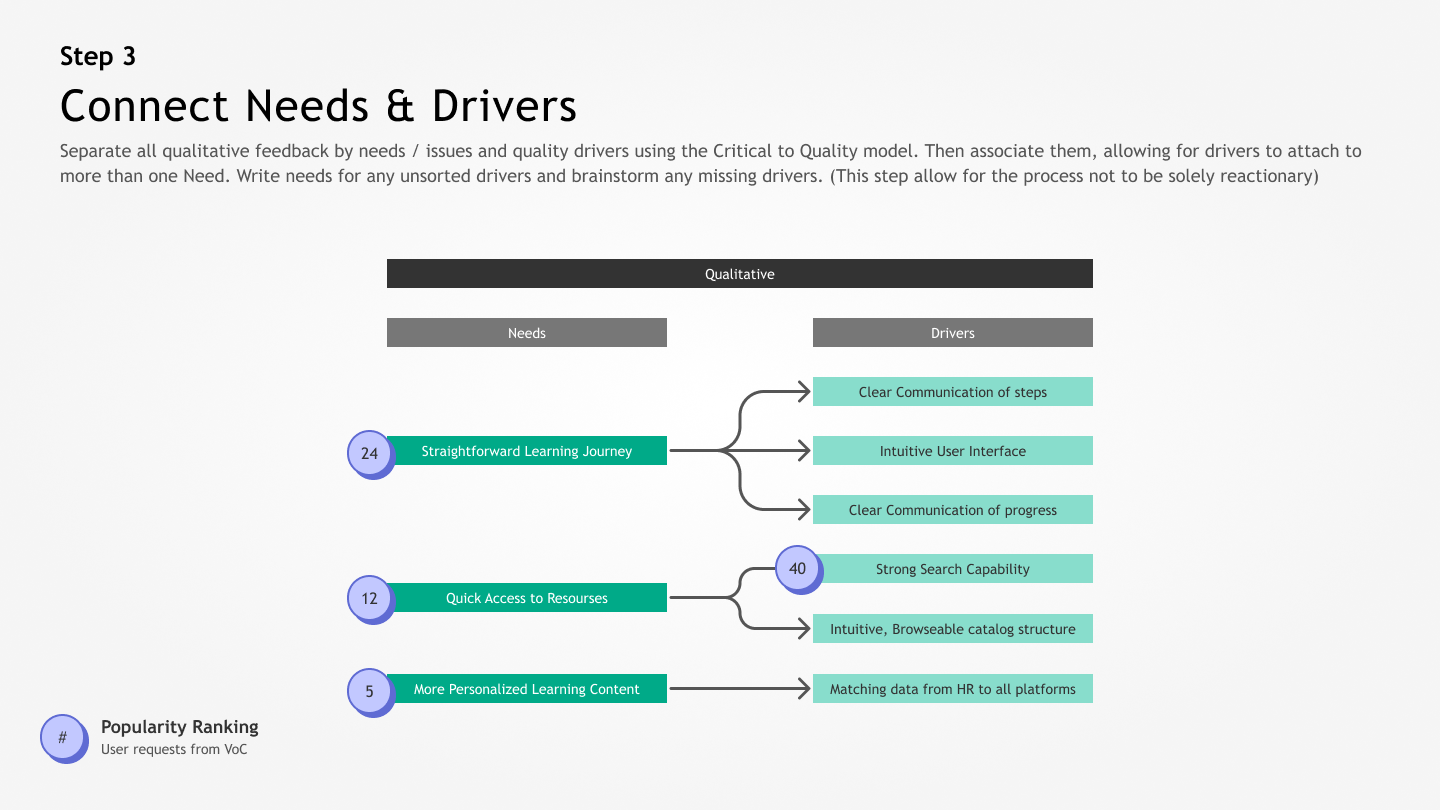 Step 3
Connect Needs & Drivers
Separate all qualitative feedback by needs / issues and quality drivers using the Critical to Quality model. Then associate them, allowing for drivers to attach to
more than one Need. Write needs for any unsorted drivers and brainstorm any missing drivers. (This step allow for the process not to be solely reactionary)
Qualitative
Needs
Drivers
Clear Communication of steps
24
Straightforward Learning Journey
Intuitive User Interface
Clear Communication of progress
40
Strong Search Capability
12
Quick Access to Resourses
Intuitive, Browseable catalog structure
5
More Personalized Learning Content
Matching data from HR to all platforms
#
Popularity Ranking
User requests from VoC